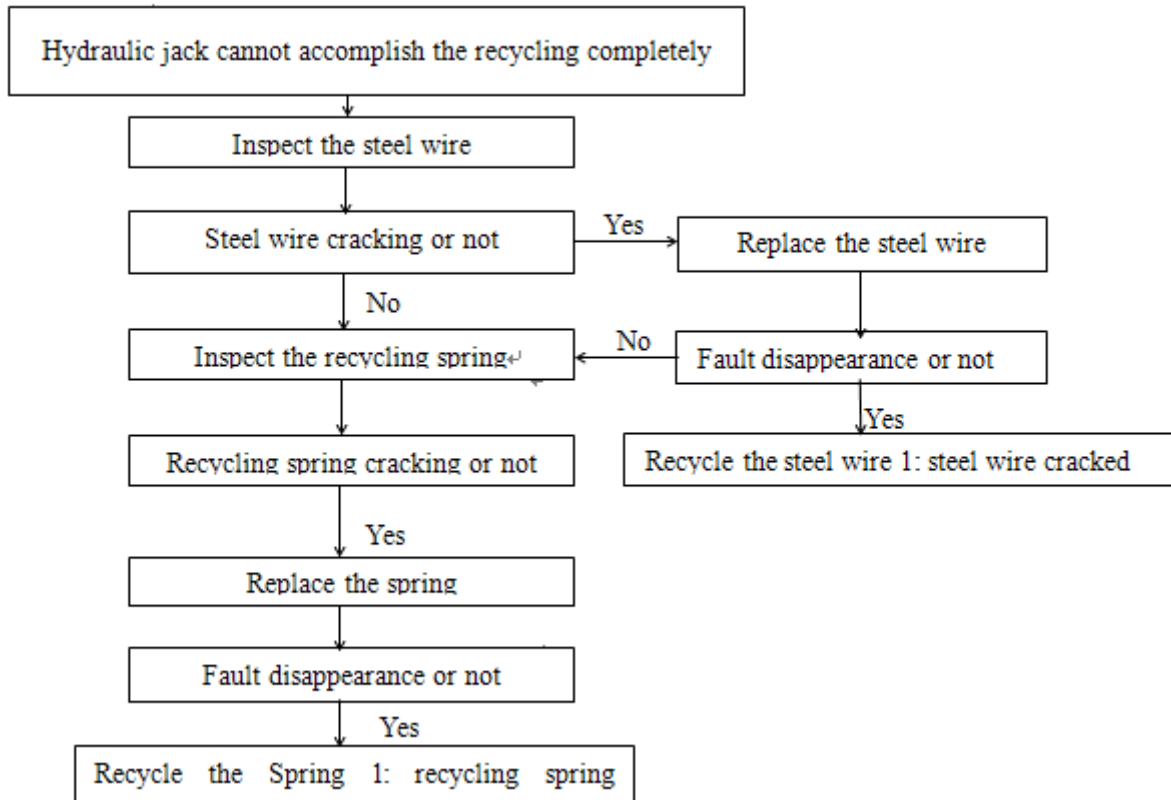 Hydraulic jack cannot accomplish the recycling completely
Inspect the steel wire
Steel wire cracking or not
Yes
Replace the steel wire
No
Inspect the recycling spring↵
No
Fault disappearance or not
Yes
Recycling spring cracking or not
Recycle the steel wire 1: steel wire cracked
Yes
Replace the spring
Fault disappearance or not
Yes
Recycle the Spring 1: recycling spring